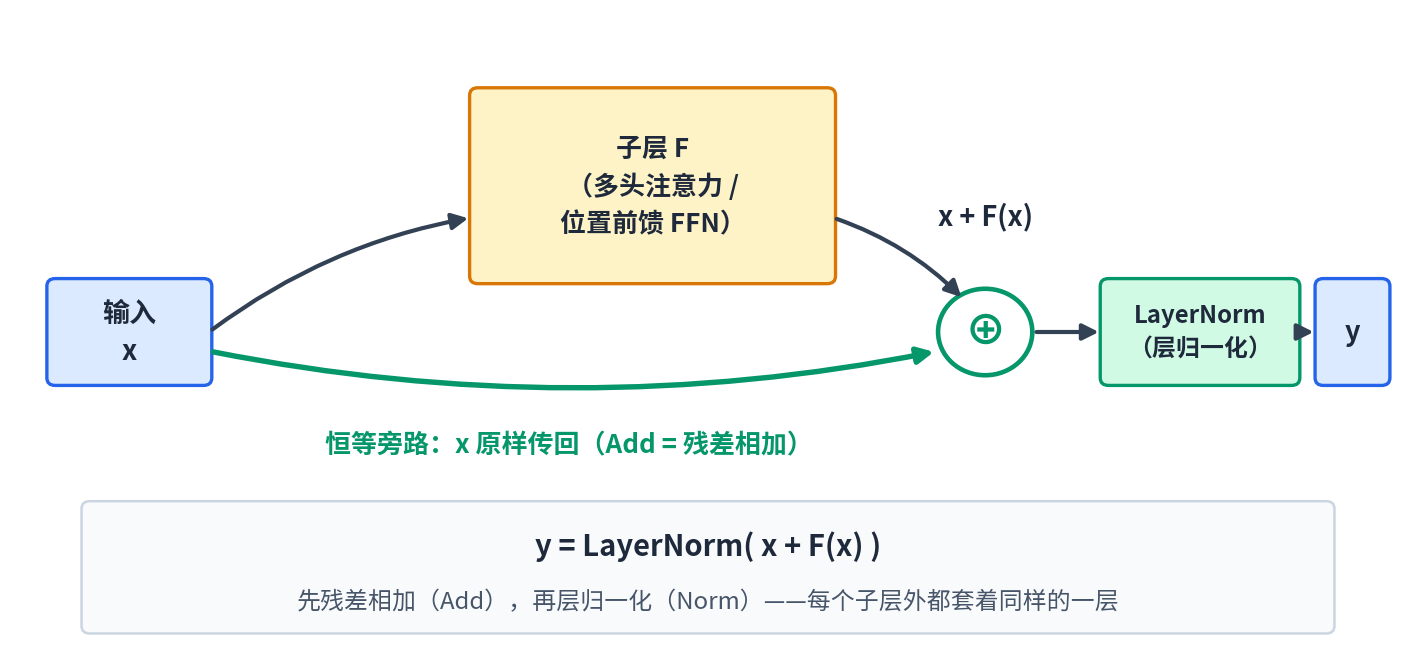 子层 F
（多头注意力 /
位置前馈 FFN）
x + F(x)
输入
x
⊕
LayerNorm
（层归一化）
y
恒等旁路：x 原样传回（Add = 残差相加）
y = LayerNorm( x + F(x) )
先残差相加（Add），再层归一化（Norm）——每个子层外都套着同样的一层